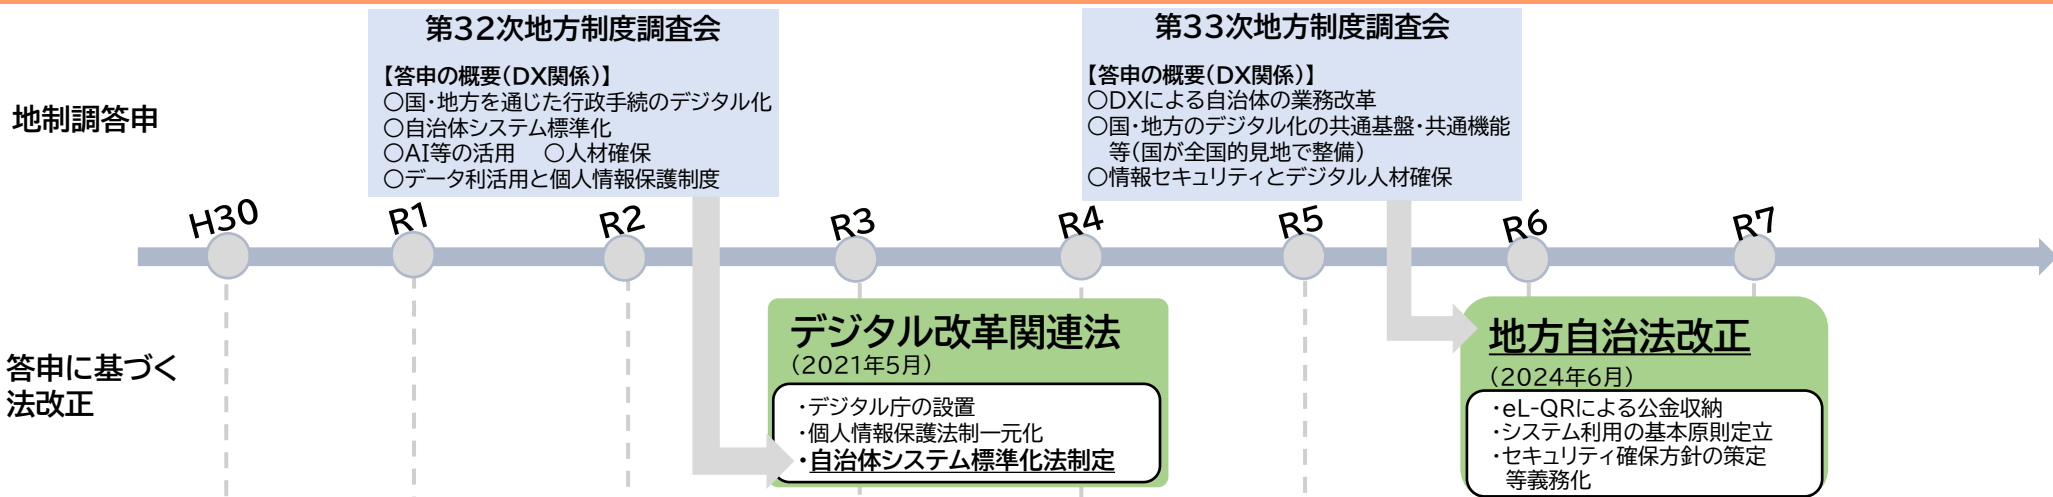 第32次地方制度調査会
【答申の概要(DX関係)】
○国・地方を通じた行政手続のデジタル化
○自治体システム標準化
○AI等の活用　○人材確保
○データ利活用と個人情報保護制度
第33次地方制度調査会
【答申の概要(DX関係)】
○DXによる自治体の業務改革
○国・地方のデジタル化の共通基盤・共通機能
等(国が全国的見地で整備)
○情報セキュリティとデジタル人材確保
地制調答申
H30
R1
R2
R3
R4
R5
R6
R7
答申に基づく
法改正
デジタル改革関連法
(2021年5月)
・デジタル庁の設置
・個人情報保護法制一元化
・自治体システム標準化法制定
地方自治法改正
(2024年6月)
・eL-QRによる公金収納
・システム利用の基本原則定立
・セキュリティ確保方針の策定
等義務化